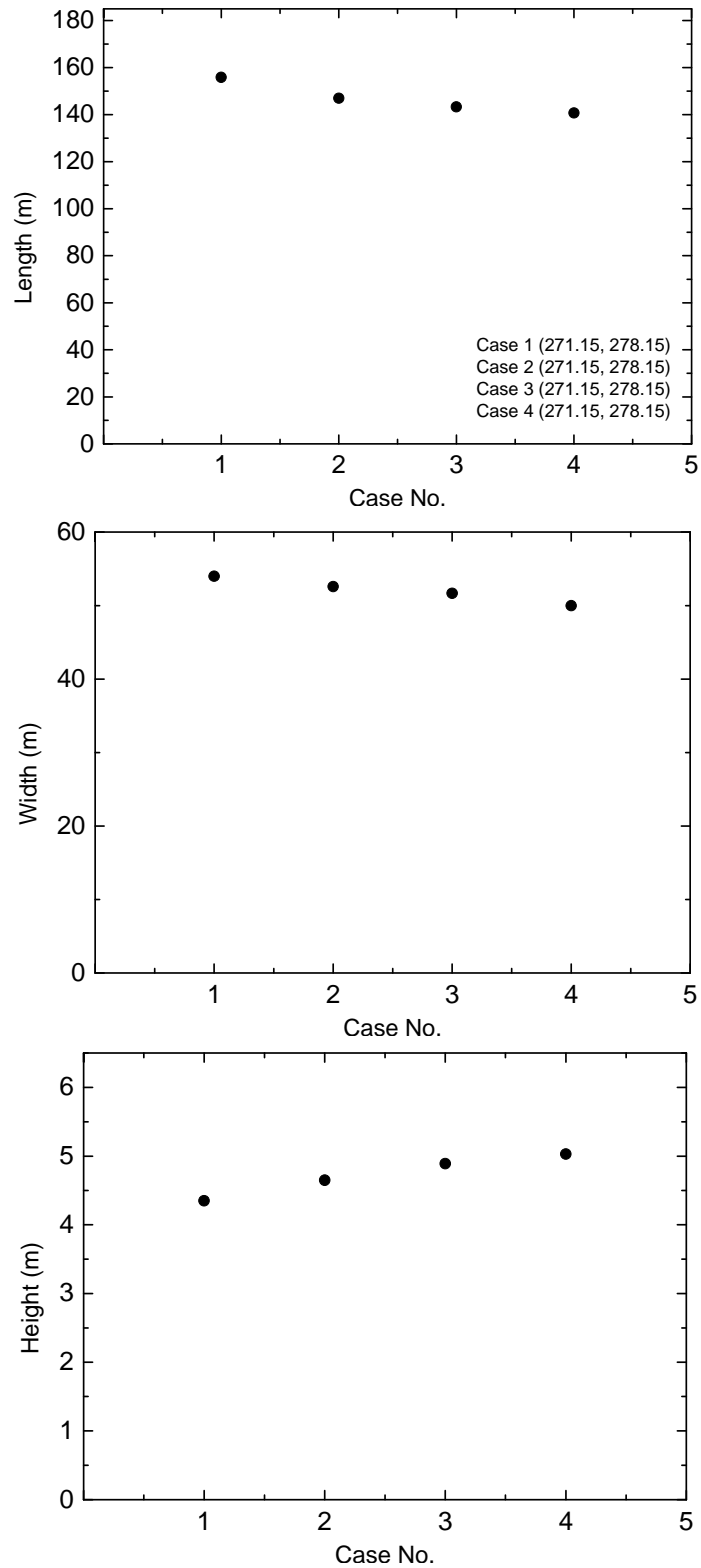 180
160
140
120
100
80
60
40
20
0
Length (m)
Case 1 (271.15, 278.15)
Case 2 (271.15, 278.15)
Case 3 (271.15, 278.15)
Case 4 (271.15, 278.15)
1 2 3 4 5
Case No.
60
40
20
0
Width (m)
1 2 3 4 5
Case No.
6
5
4
3
2
1
0
Height (m)
1 2 3 4 5
Case No.